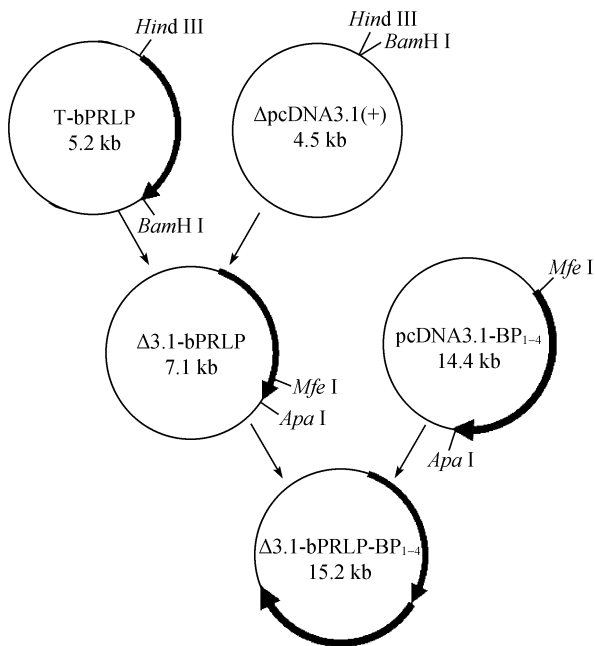 Hind III
T-bPRLP
5.2 kb
BamH I
Hind III
BamH I
ΔpcDNA3.1(+)
4.5 kb
Δ3.1-bPRLP
7.1 kb
Mfe I
Apa I
Mfe I
pcDNA3.1-BP₁₋₄
14.4 kb
Apa I
Δ3.1-bPRLP-BP₁₋₄
15.2 kb